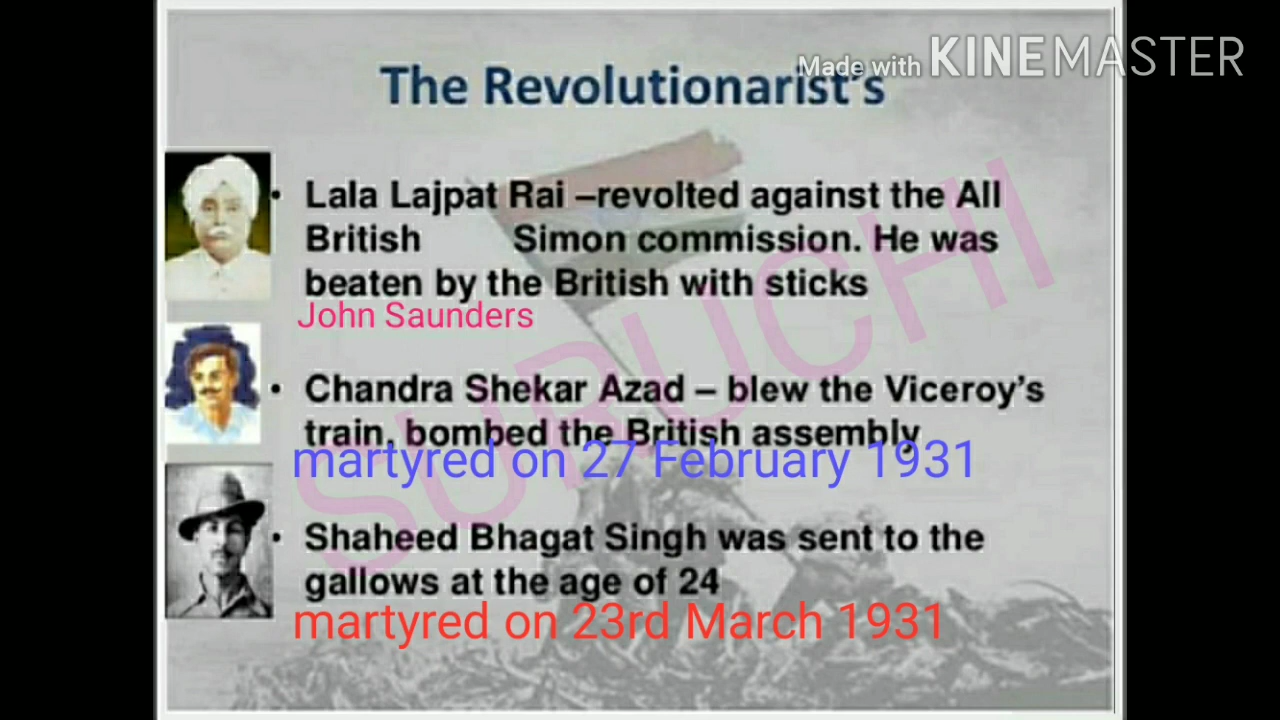 Made with KINEMASTER
The Revolutionarist's
• Lala Lajpat Rai –revolted against the All
British Simon commission. He was
beaten by the British with sticks
John Saunders
• Chandra Shekar Azad – blew the Viceroy's
train, bombed the British assembly
martyred on 27 February 1931
• Shaheed Bhagat Singh was sent to the
gallows at the age of 24
martyred on 23rd March 1931
SURUCHI